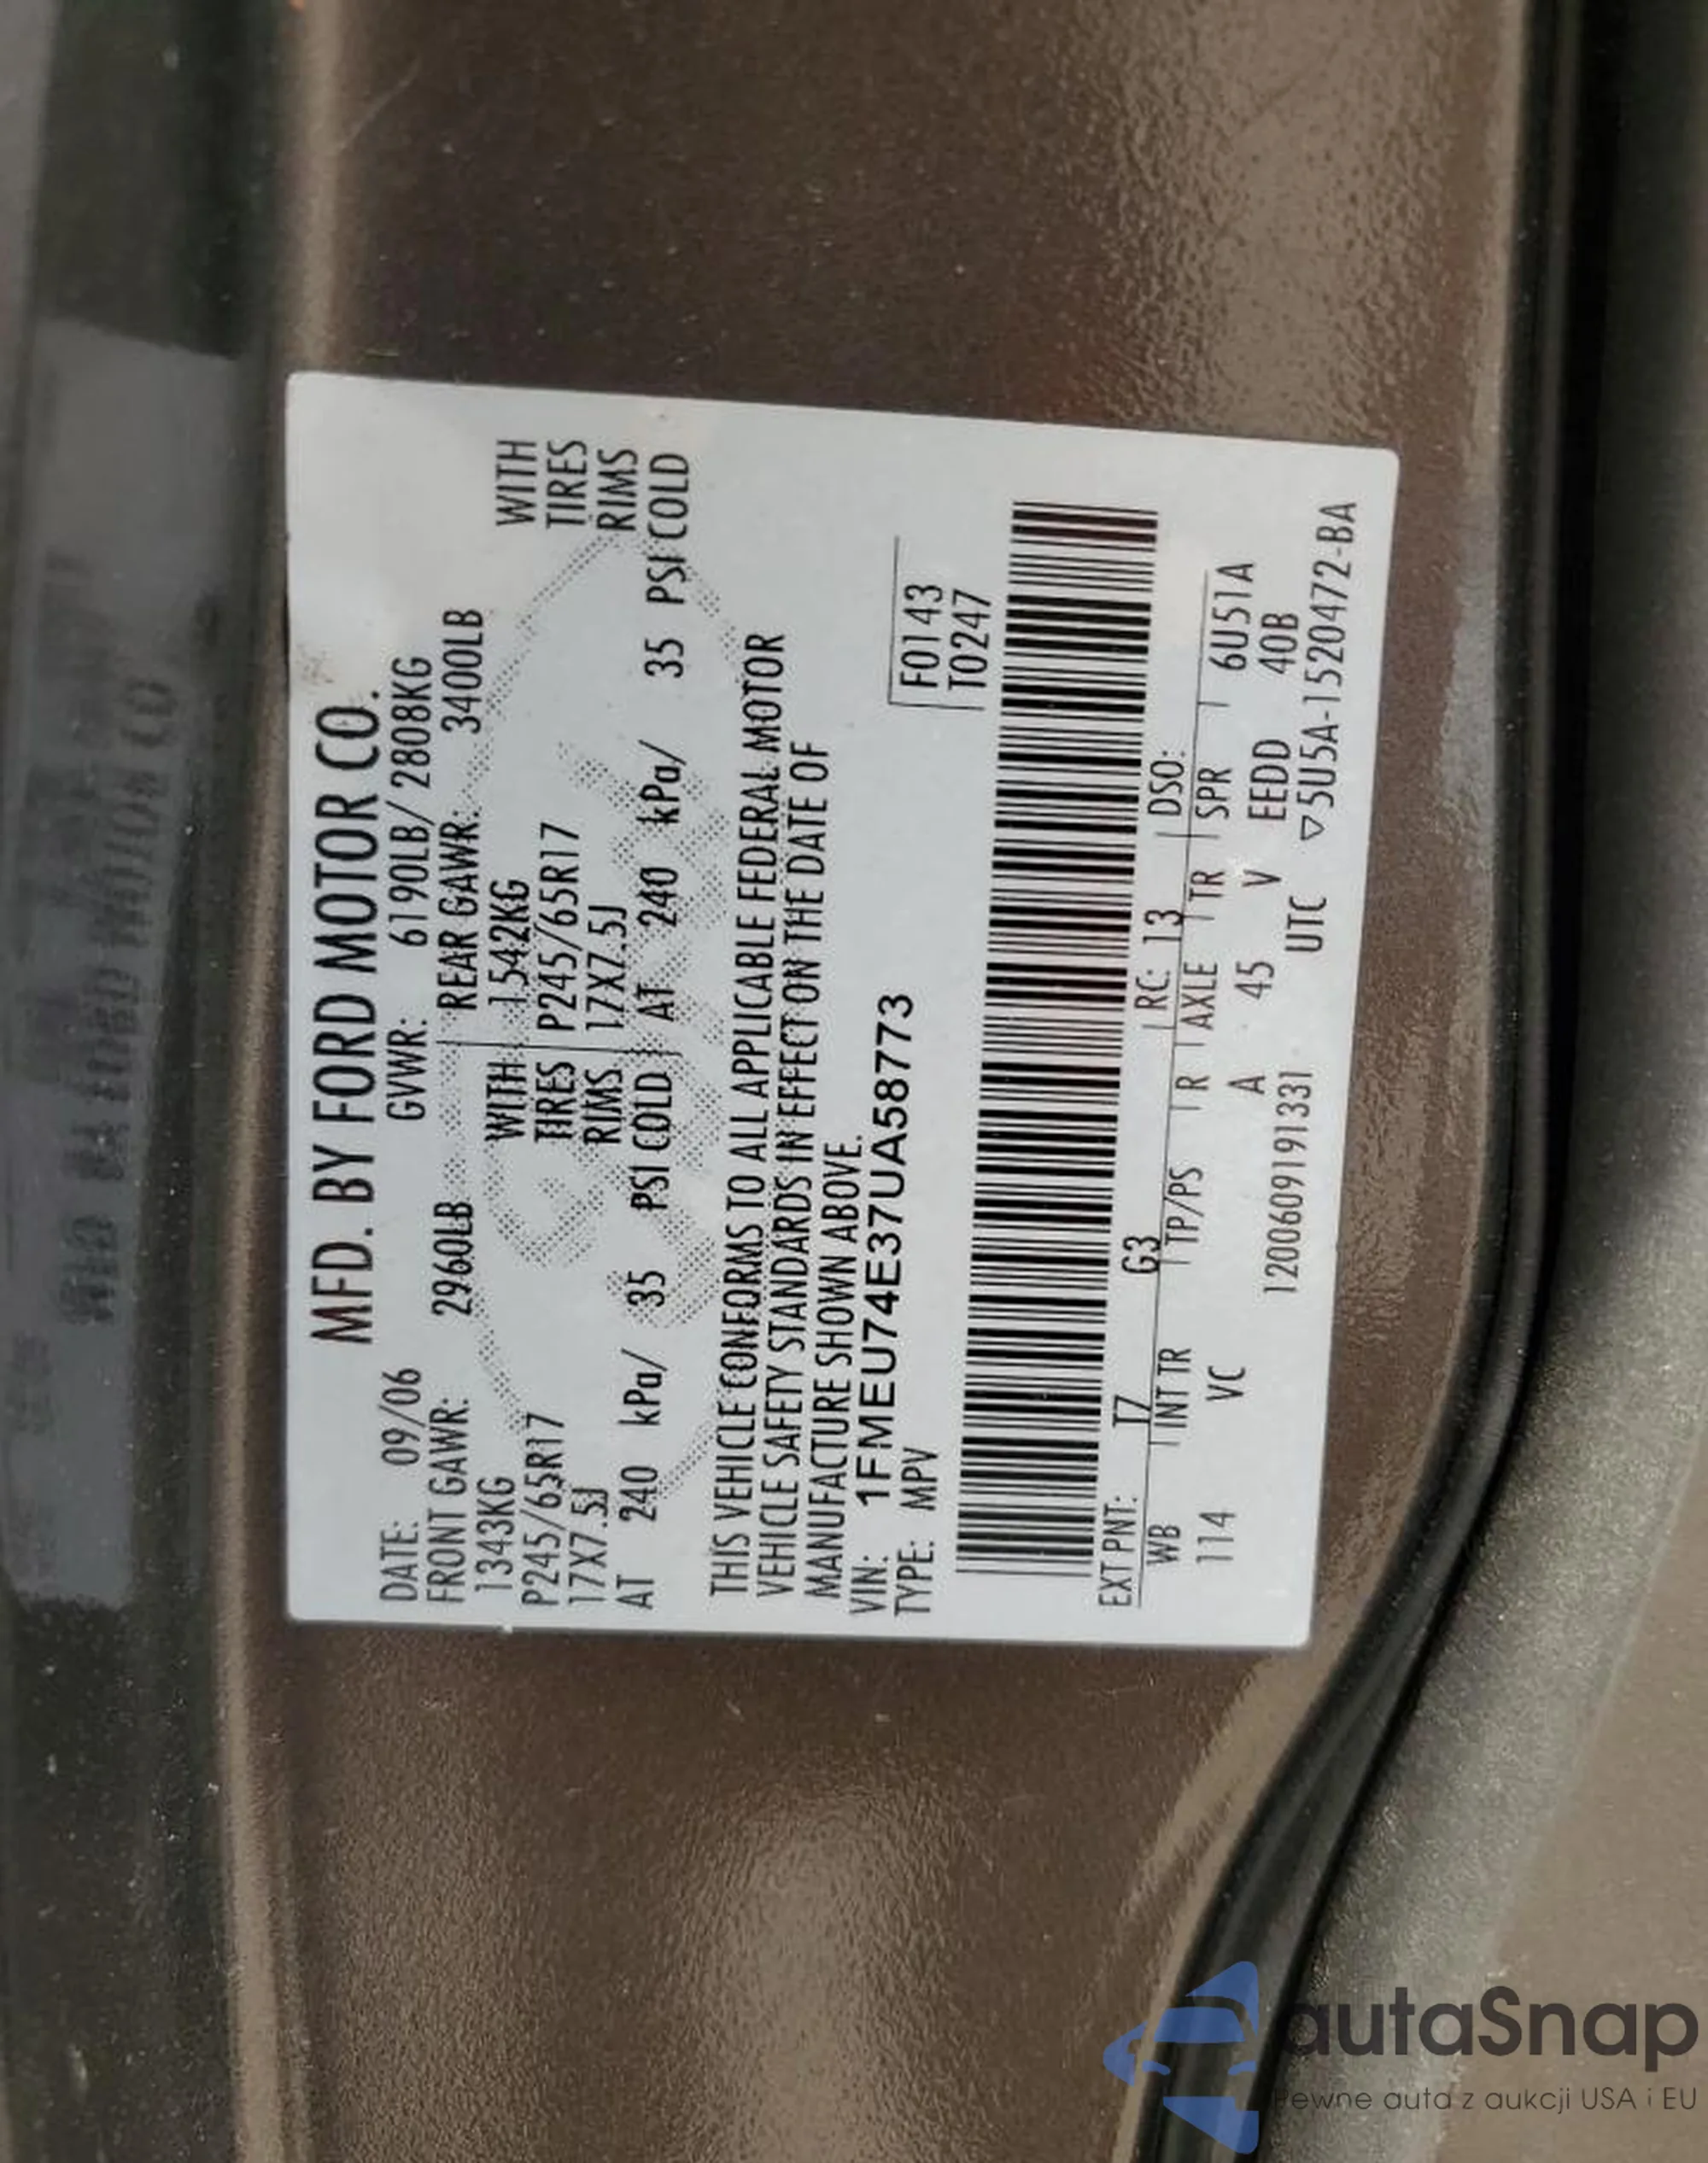 MFD. BY FORD MOTOR CO.
DATE: 09/06 GVWR: 6190LB/ 2808KG
FRONT GAWR: 2960LB REAR GAWR: 3400LB
1343KG WITH 1542KG WITH
P245/65R17 TIRES P245/65R17 TIRES
17X7.5J RIMS 17X7.5J RIMS
AT 240 kPa/ 35 PSI COLD AT 240 kPa/ 35 PSI COLD
THIS VEHICLE CONFORMS TO ALL APPLICABLE FEDERAL MOTOR
VEHICLE SAFETY STANDARDS IN EFFECT ON THE DATE OF
MANUFACTURE SHOWN ABOVE.
VIN: 1FMEU74E37UA58773
TYPE: MPV
F0143
T0247
EXT PNT: T7 G3 RC: 13 DSO:
WB INT TR TP/PS R AXLE TR SPR 6U51A
114 VC A 45 V EEDD 40B
1200609191331 UTC ▽5U5A-1520472-BA
autaSnap
Pewne auta z aukcji USA i EU